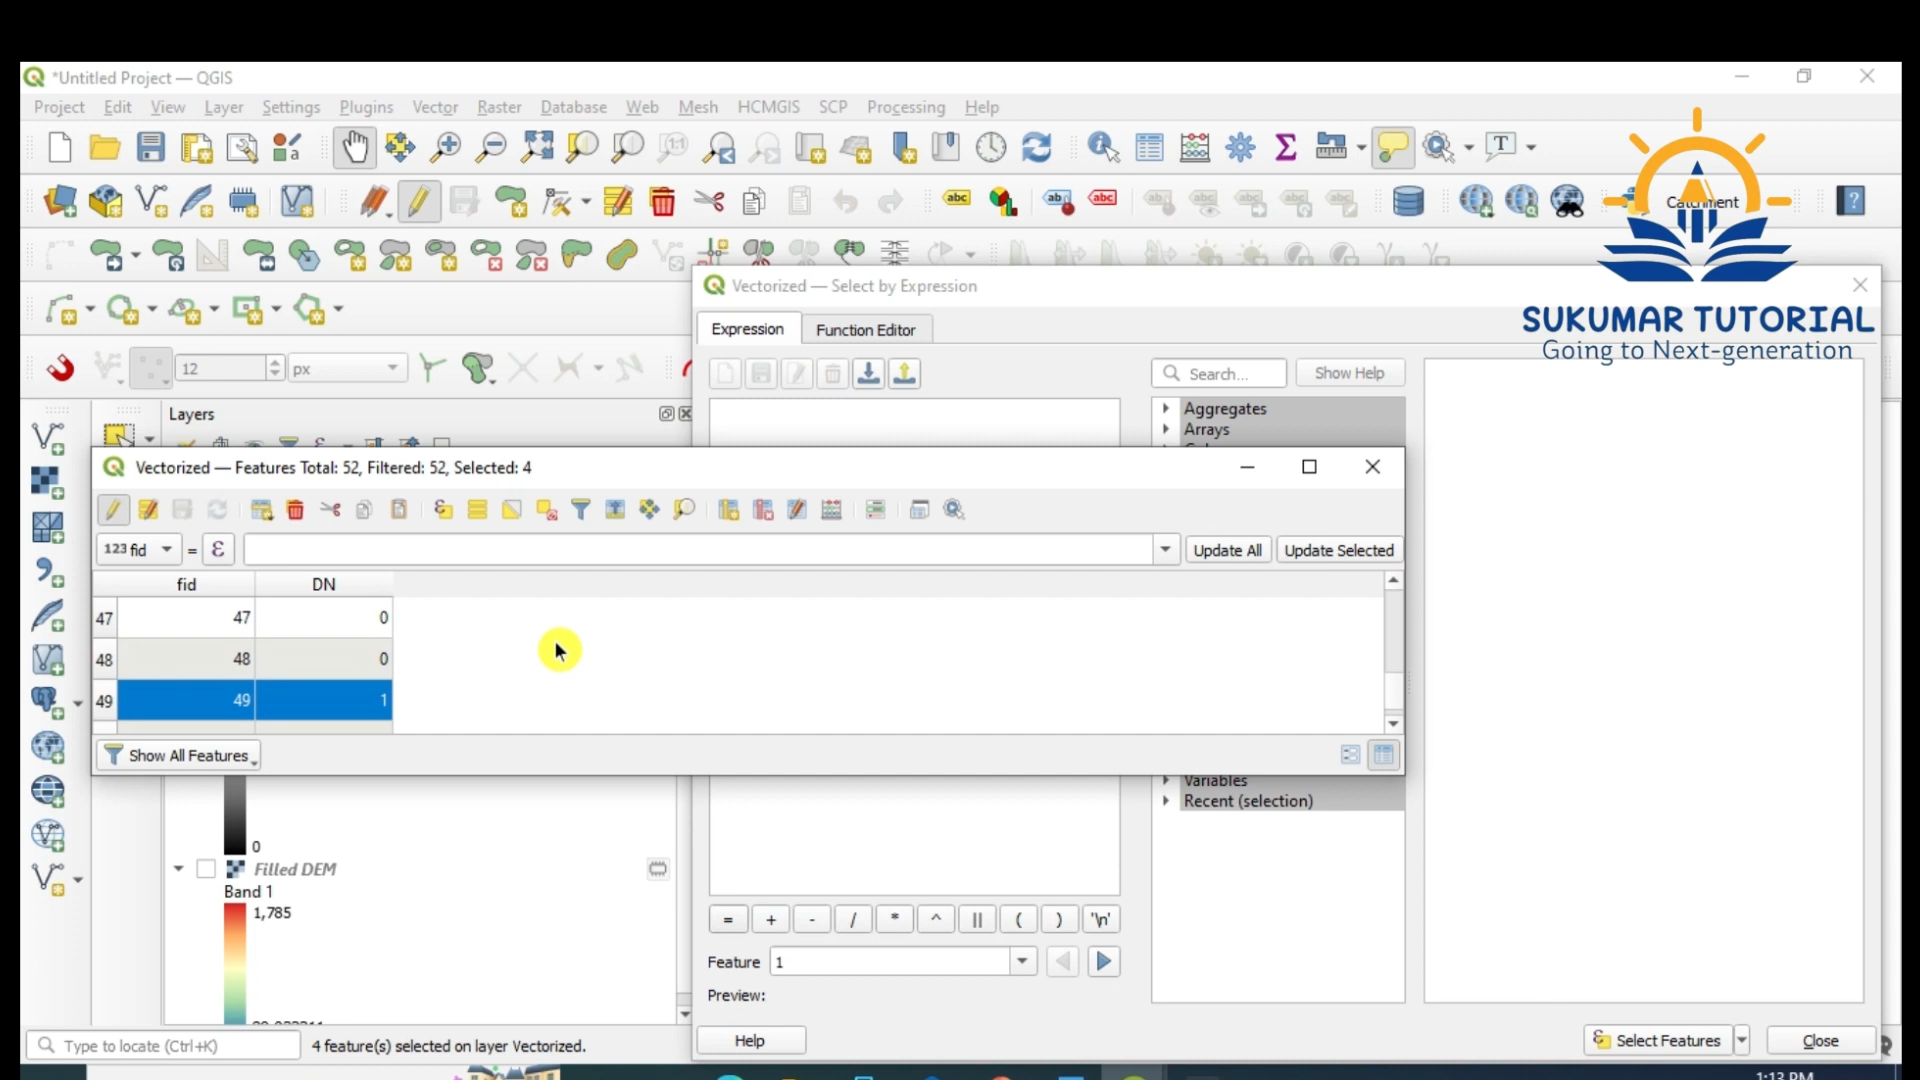 *Untitled Project — QGIS
Project Edit View Layer Settings Plugins Vector Raster Database Web Mesh HCMGIS SCP Processing Help
Catchment
Vectorized — Select by Expression
SUKUMAR TUTORIAL
Going to Next-generation
Expression Function Editor
12 px
Search... Show Help
Layers
Aggregates
Arrays
Vectorized — Features Total: 52, Filtered: 52, Selected: 4
123 fid = ε Update All Update Selected
fid DN
47 47 0
48 48 0
49 49 1
Show All Features
Variables
Recent (selection)
0
Filled DEM
Band 1
1,785
= + - / * ^ || ( ) '\n'
Feature 1
Preview:
Type to locate (Ctrl+K) 4 feature(s) selected on layer Vectorized.
Help Select Features Close
1:13 PM